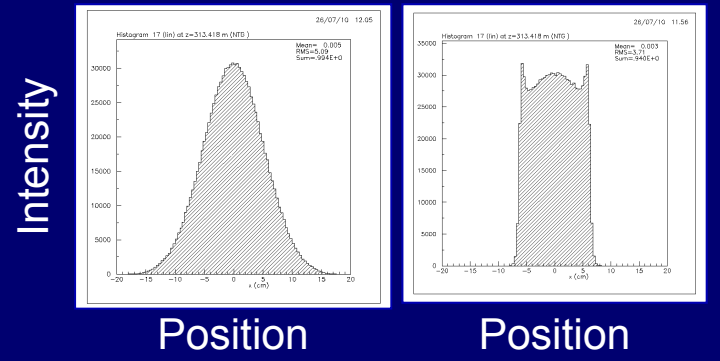 26/07/10 12.05
Histogram 17 (lin) at z=313.418 m (NTG )
Mean= 0.005
RMS=5.09
Sum=.994E+0
30000
25000
20000
15000
10000
5000
0
-20 -15 -10 -5 0 5 10 15 20
x (cm)
26/07/10 11.56
Histogram 17 (lin) at z=313.418 m (NTG )
Mean= 0.003
RMS=3.71
Sum=.940E+0
35000
30000
25000
20000
15000
10000
5000
0
-20 -15 -10 -5 0 5 10 15 20
x (cm)
Intensity
Position
Position